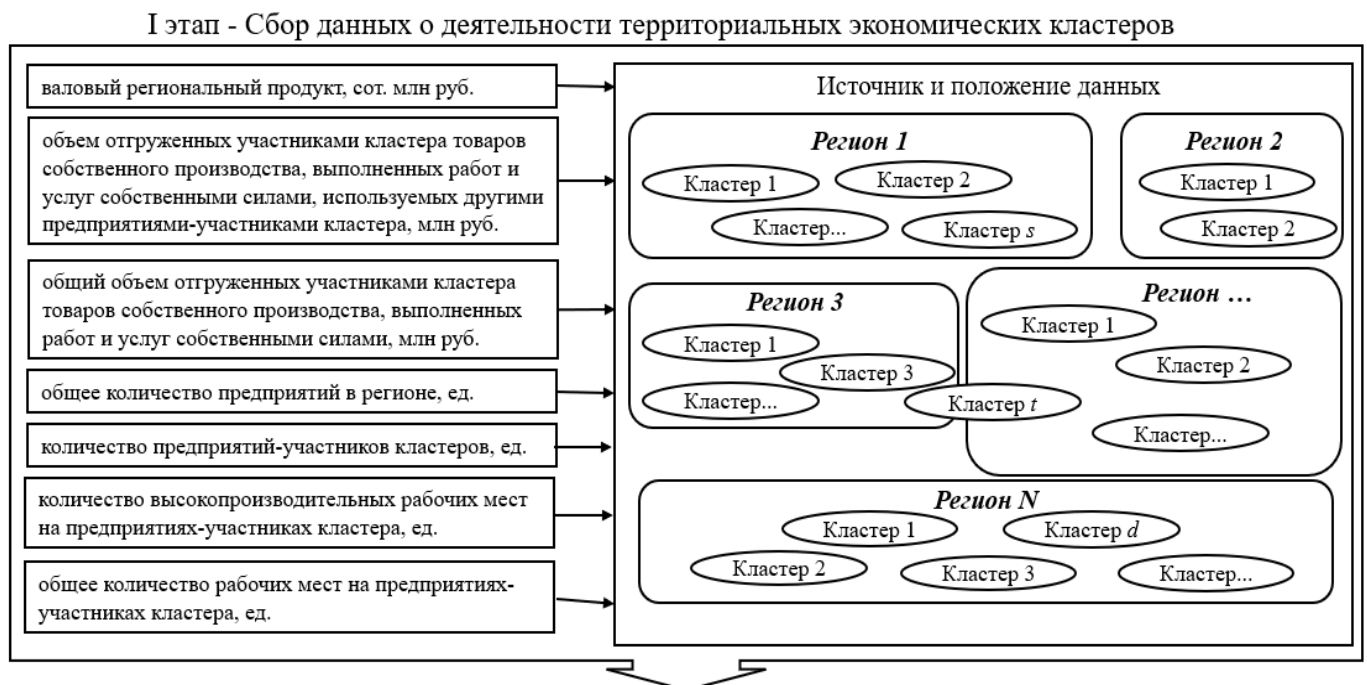 I этап - Сбор данных о деятельности территориальных экономических кластеров
валовый региональный продукт, сот. млн руб.
объем отгруженных участниками кластера товаров
собственного производства, выполненных работ и
услуг собственными силами, используемых другими
предприятиями-участниками кластера, млн руб.
общий объем отгруженных участниками кластера
товаров собственного производства, выполненных
работ и услуг собственными силами, млн руб.
общее количество предприятий в регионе, ед.
количество предприятий-участников кластеров, ед.
количество высокопроизводительных рабочих мест
на предприятиях-участниках кластера, ед.
общее количество рабочих мест на предприятиях-
участниках кластера, ед.
Источник и положение данных
Регион 1
Кластер 1
Кластер 2
Кластер...
Кластер s
Регион 2
Кластер 1
Кластер 2
Регион 3
Кластер 1
Кластер 3
Кластер...
Кластер t
Регион …
Кластер 1
Кластер 2
Кластер...
Регион N
Кластер 1
Кластер d
Кластер 2
Кластер 3
Кластер...